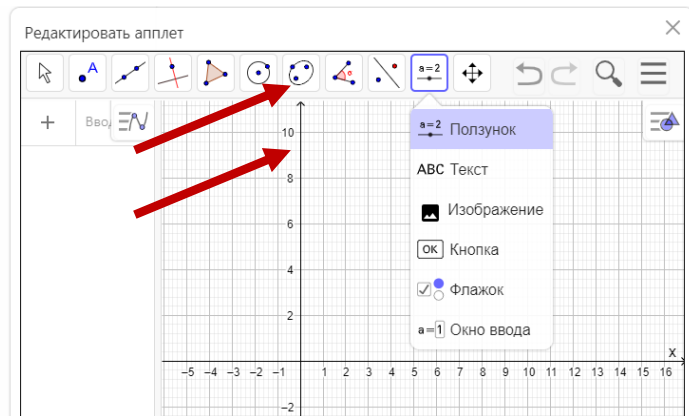 Редактировать апплет
A
a=2
+ Ввод
a=2 Ползунок
ABC Текст
Изображение
OK Кнопка
Флажок
a=1 Окно ввода
10
8
6
4
2
x
−5 −4 −3 −2 −1 1 2 3 4 5 6 7 8 9 10 11 12 13 14 15 16
−2